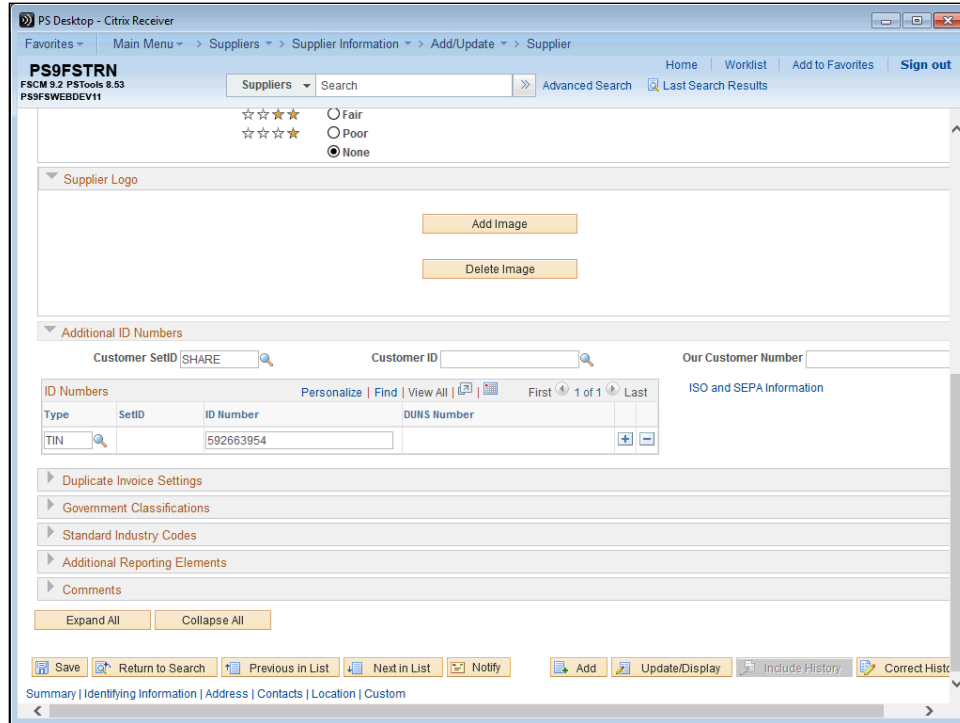 PS Desktop - Citrix Receiver
Favorites Main Menu > Suppliers > Supplier Information > Add/Update > Supplier
PS9FSTRN
FSCM 9.2 PSTools 8.53
PS9FSWEBDEV11
Home Worklist Add to Favorites Sign out
Suppliers Search >> Advanced Search Last Search Results
Fair
Poor
None
Supplier Logo
Add Image
Delete Image
Additional ID Numbers
Customer SetID SHARE Customer ID Our Customer Number
ID Numbers Personalize | Find | View All | First 1 of 1 Last
ISO and SEPA Information
Type SetID ID Number DUNS Number
TIN 592663954
Duplicate Invoice Settings
Government Classifications
Standard Industry Codes
Additional Reporting Elements
Comments
Expand All Collapse All
Save Return to Search Previous in List Next in List Notify Add Update/Display Include History Correct Histo
Summary | Identifying Information | Address | Contacts | Location | Custom